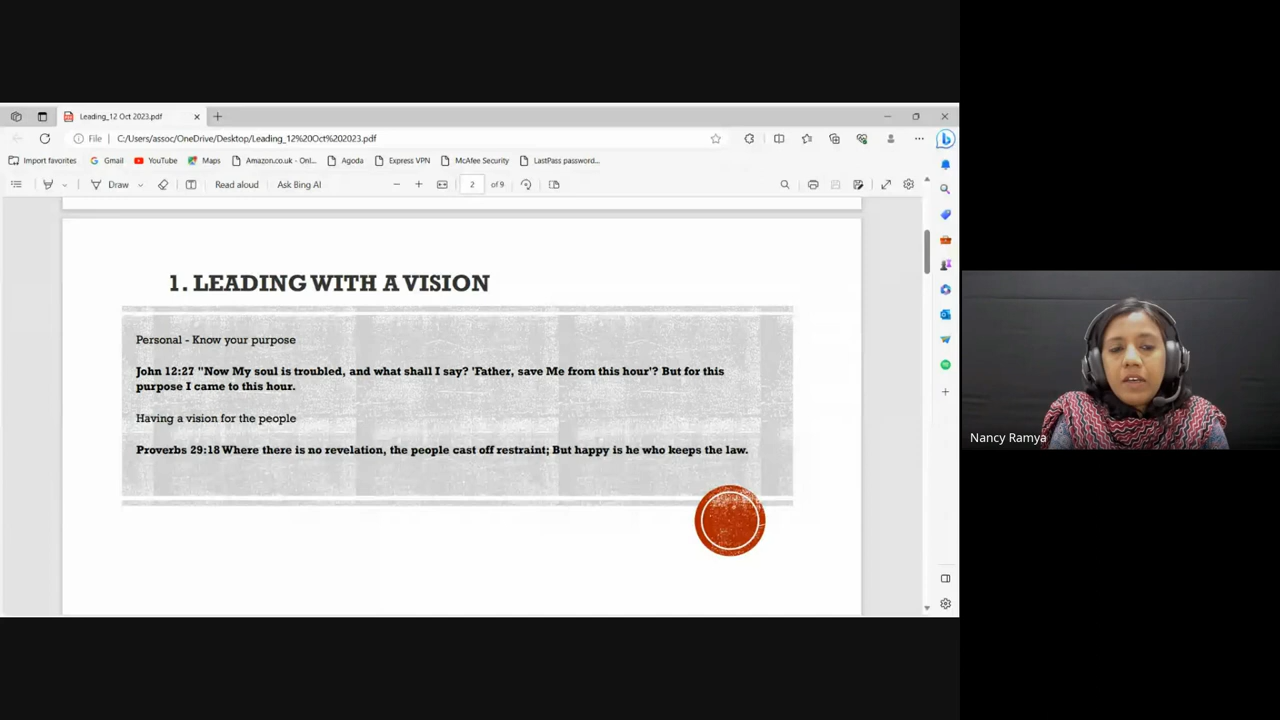 Leading_12 Oct 2023.pdf
File
C:/Users/assoc/OneDrive/Desktop/Leading_12%20Oct%202023.pdf
Import favorites
Gmail
YouTube
Maps
Amazon.co.uk - Onl...
Agoda
Express VPN
McAfee Security
LastPass password...
Draw
Read aloud
Ask Bing AI
2
of 9
1. LEADING WITH A VISION
Personal - Know your purpose
John 12:27 "Now My soul is troubled, and what shall I say? 'Father, save Me from this hour'? But for this
purpose I came to this hour.
Having a vision for the people
Proverbs 29:18 Where there is no revelation, the people cast off restraint; But happy is he who keeps the law.
Nancy Ramya